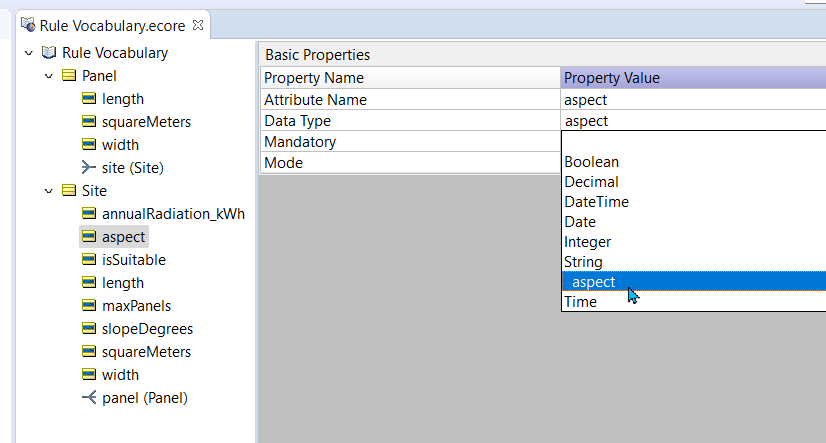 Rule Vocabulary.ecore
Rule Vocabulary
Panel
length
squareMeters
width
site (Site)
Site
annualRadiation_kWh
aspect
isSuitable
length
maxPanels
slopeDegrees
squareMeters
width
panel (Panel)
Basic Properties
Property Name Property Value
Attribute Name aspect
Data Type aspect
Mandatory
Mode
Boolean
Decimal
DateTime
Date
Integer
String
aspect
Time